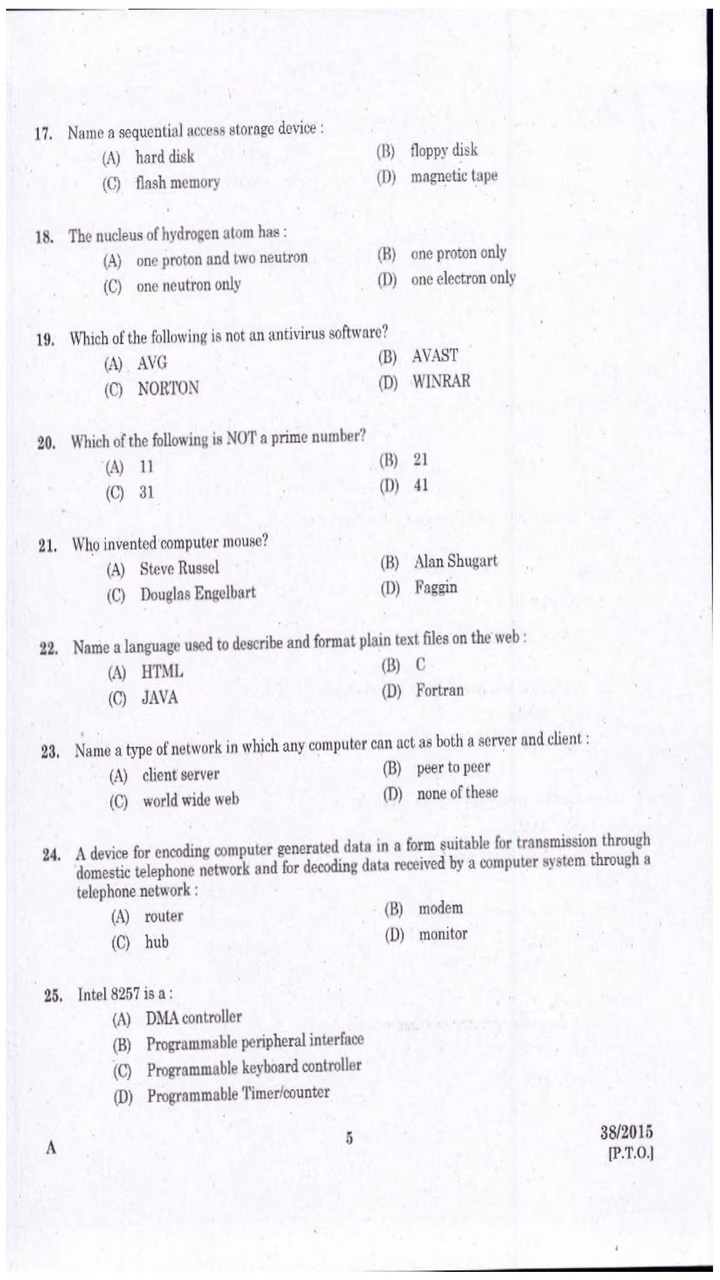 17. Name a sequential access storage device :
(A) hard disk (B) floppy disk
(C) flash memory (D) magnetic tape
18. The nucleus of hydrogen atom has :
(A) one proton and two neutron (B) one proton only
(C) one neutron only (D) one electron only
19. Which of the following is not an antivirus software?
(A) AVG (B) AVAST
(C) NORTON (D) WINRAR
20. Which of the following is NOT a prime number?
(A) 11 (B) 21
(C) 31 (D) 41
21. Who invented computer mouse?
(A) Steve Russel (B) Alan Shugart
(C) Douglas Engelbart (D) Faggin
22. Name a language used to describe and format plain text files on the web :
(A) HTML (B) C
(C) JAVA (D) Fortran
23. Name a type of network in which any computer can act as both a server and client :
(A) client server (B) peer to peer
(C) world wide web (D) none of these
24. A device for encoding computer generated data in a form suitable for transmission through
domestic telephone network and for decoding data received by a computer system through a
telephone network :
(A) router (B) modem
(C) hub (D) monitor
25. Intel 8257 is a :
(A) DMA controller
(B) Programmable peripheral interface
(C) Programmable keyboard controller
(D) Programmable Timer/counter
A 5 38/2015
[P.T.O.]